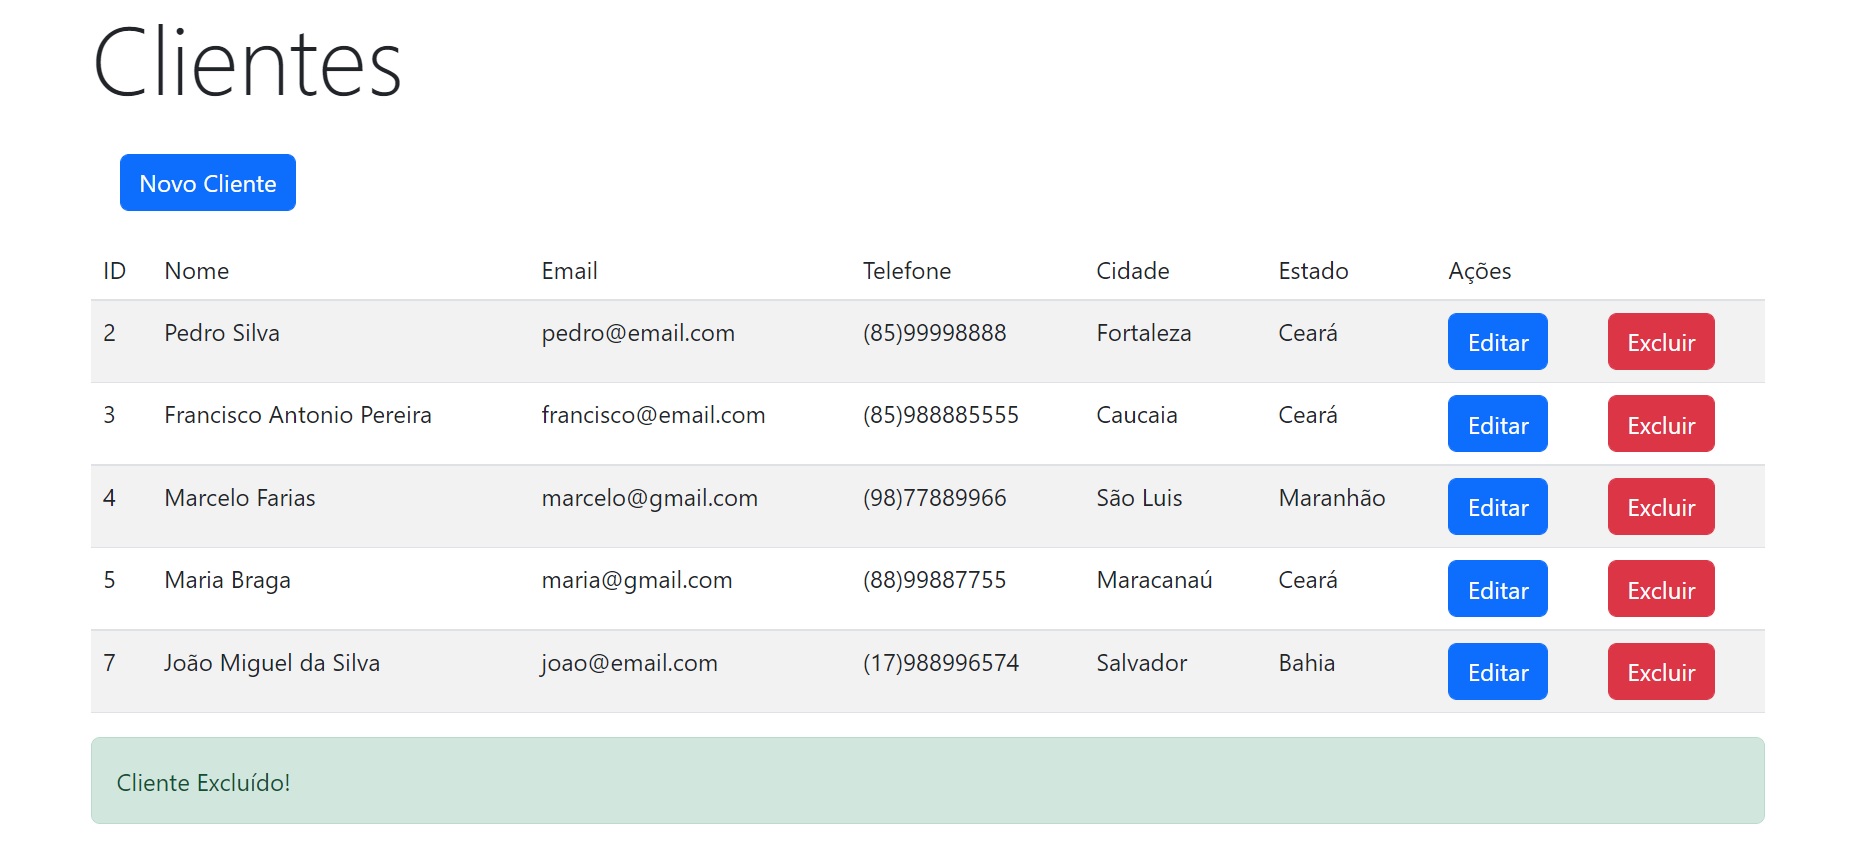 Clientes
Novo Cliente
ID Nome Email Telefone Cidade Estado Ações
2 Pedro Silva pedro@email.com (85)99998888 Fortaleza Ceará Editar Excluir
3 Francisco Antonio Pereira francisco@email.com (85)988885555 Caucaia Ceará Editar Excluir
4 Marcelo Farias marcelo@gmail.com (98)77889966 São Luis Maranhão Editar Excluir
5 Maria Braga maria@gmail.com (88)99887755 Maracanaú Ceará Editar Excluir
7 João Miguel da Silva joao@email.com (17)988996574 Salvador Bahia Editar Excluir
Cliente Excluído!